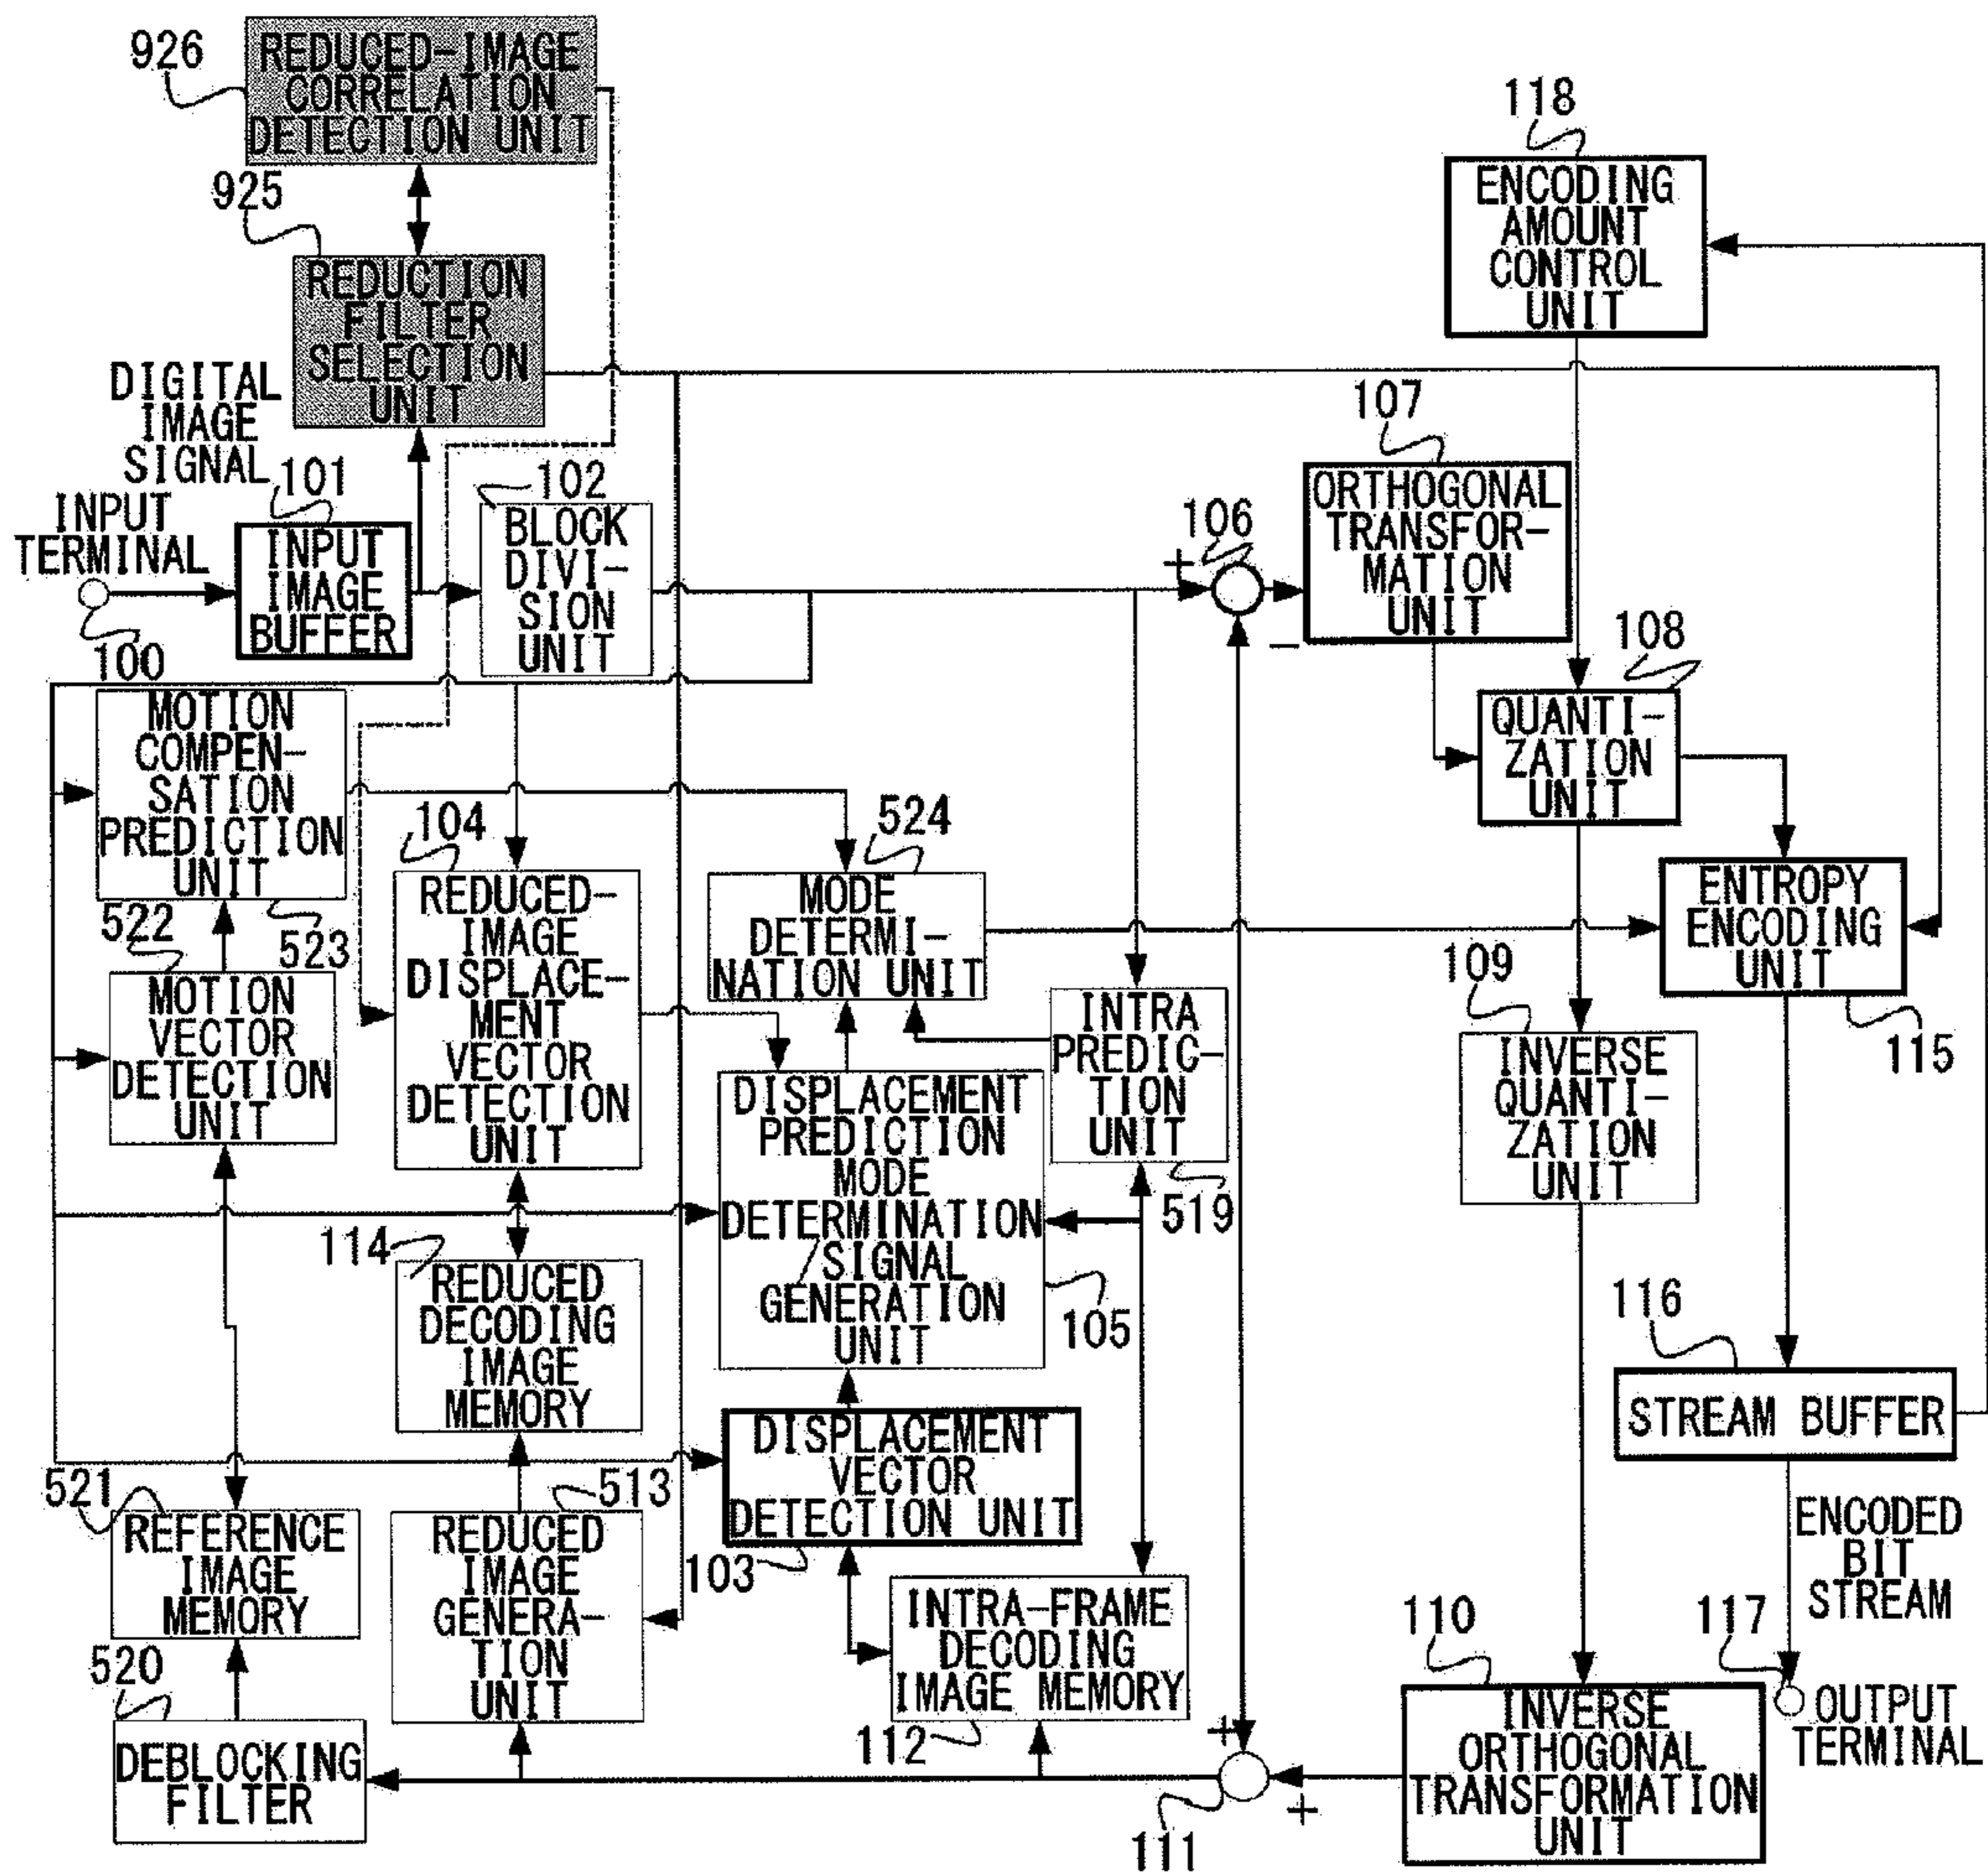 926
REDUCED-IMAGE
CORRELATION
DETECTION UNIT
925
REDUCTION
FILTER
SELECTION
UNIT
118
ENCODING
AMOUNT
CONTROL
UNIT
DIGITAL
IMAGE
SIGNAL
INPUT
TERMINAL
100
101
INPUT
IMAGE
BUFFER
102
BLOCK
DIVI-
SION
UNIT
106
+
-
107
ORTHOGONAL
TRANSFOR-
MATION
UNIT
108
QUANTI-
ZATION
UNIT
MOTION
COMPEN-
SATION
PREDICTION
UNIT
523
104
REDUCED-
IMAGE
DISPLACE-
MENT
VECTOR
DETECTION
UNIT
524
MODE
DETERMI-
NATION UNIT
ENTROPY
ENCODING
UNIT
115
522
MOTION
VECTOR
DETECTION
UNIT
INTRA
PREDIC-
TION
UNIT
519
109
INVERSE
QUANTI-
ZATION
UNIT
DISPLACEMENT
PREDICTION
MODE
DETERMINATION
SIGNAL
GENERATION
UNIT
105
114
REDUCED
DECODING
IMAGE
MEMORY
116
STREAM BUFFER
DISPLACEMENT
VECTOR
DETECTION UNIT
103
521
REFERENCE
IMAGE
MEMORY
513
REDUCED
IMAGE
GENERA-
TION
UNIT
INTRA-FRAME
DECODING
IMAGE MEMORY
112
ENCODED
BIT
STREAM
117
OUTPUT
TERMINAL
520
DEBLOCKING
FILTER
+
+
111
110
INVERSE
ORTHOGONAL
TRANSFORMATION
UNIT